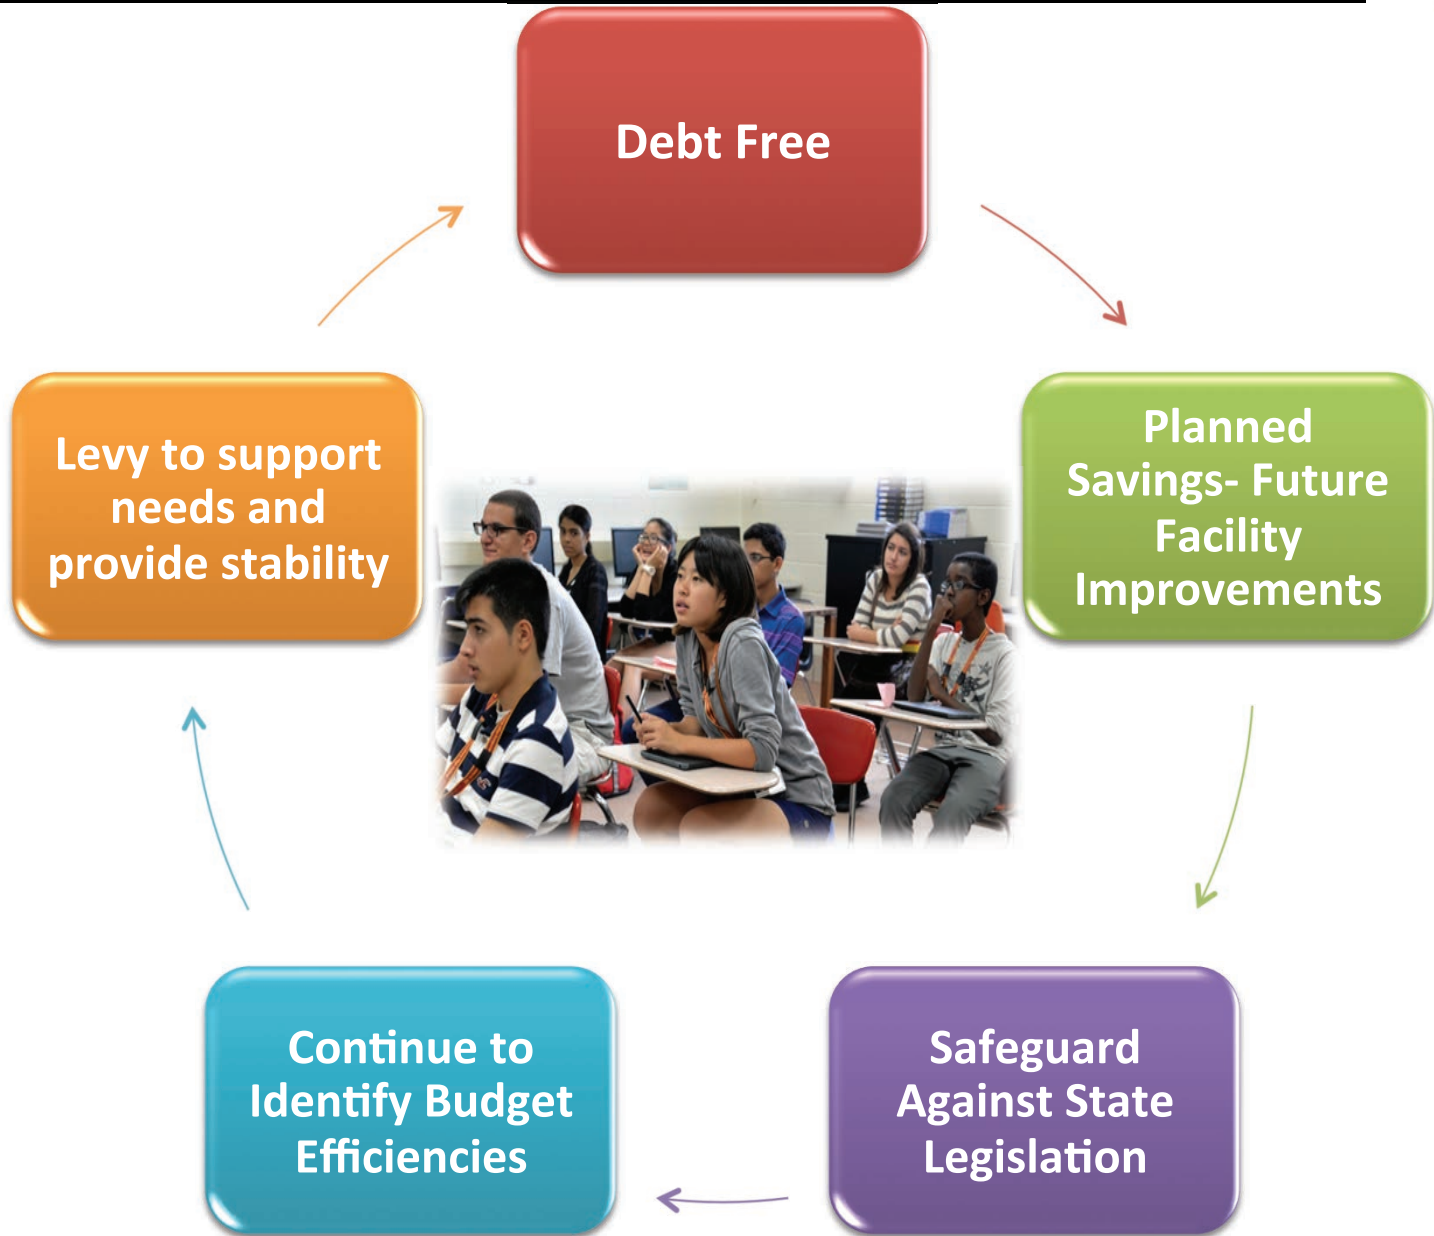 Debt Free
Planned
Savings- Future
Facility
Improvements
Safeguard
Against State
Legislation
Continue to
Identify Budget
Efficiencies
Levy to support
needs and
provide stability